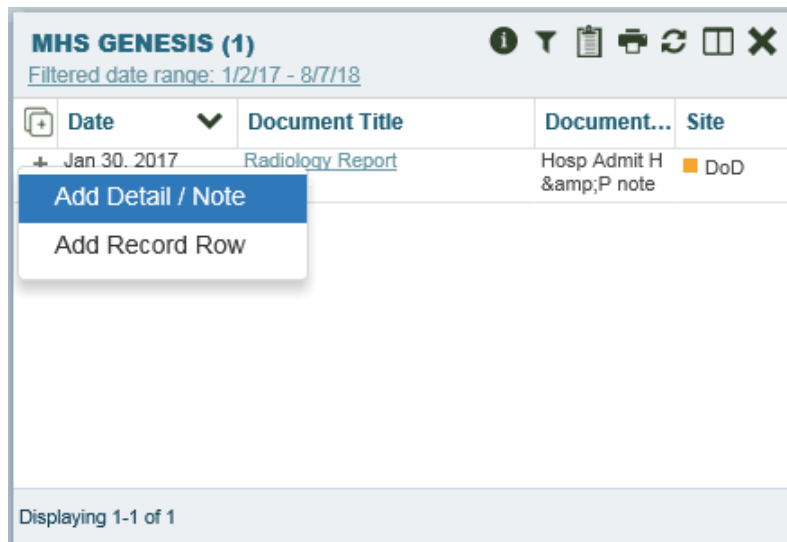 MHS GENESIS (1)
Filtered date range: 1/2/17 - 8/7/18
Date Document Title Document... Site
+ Jan 30, 2017 Radiology Report Hosp Admit H DoD
&amp;P note
Add Detail / Note
Add Record Row
Displaying 1-1 of 1